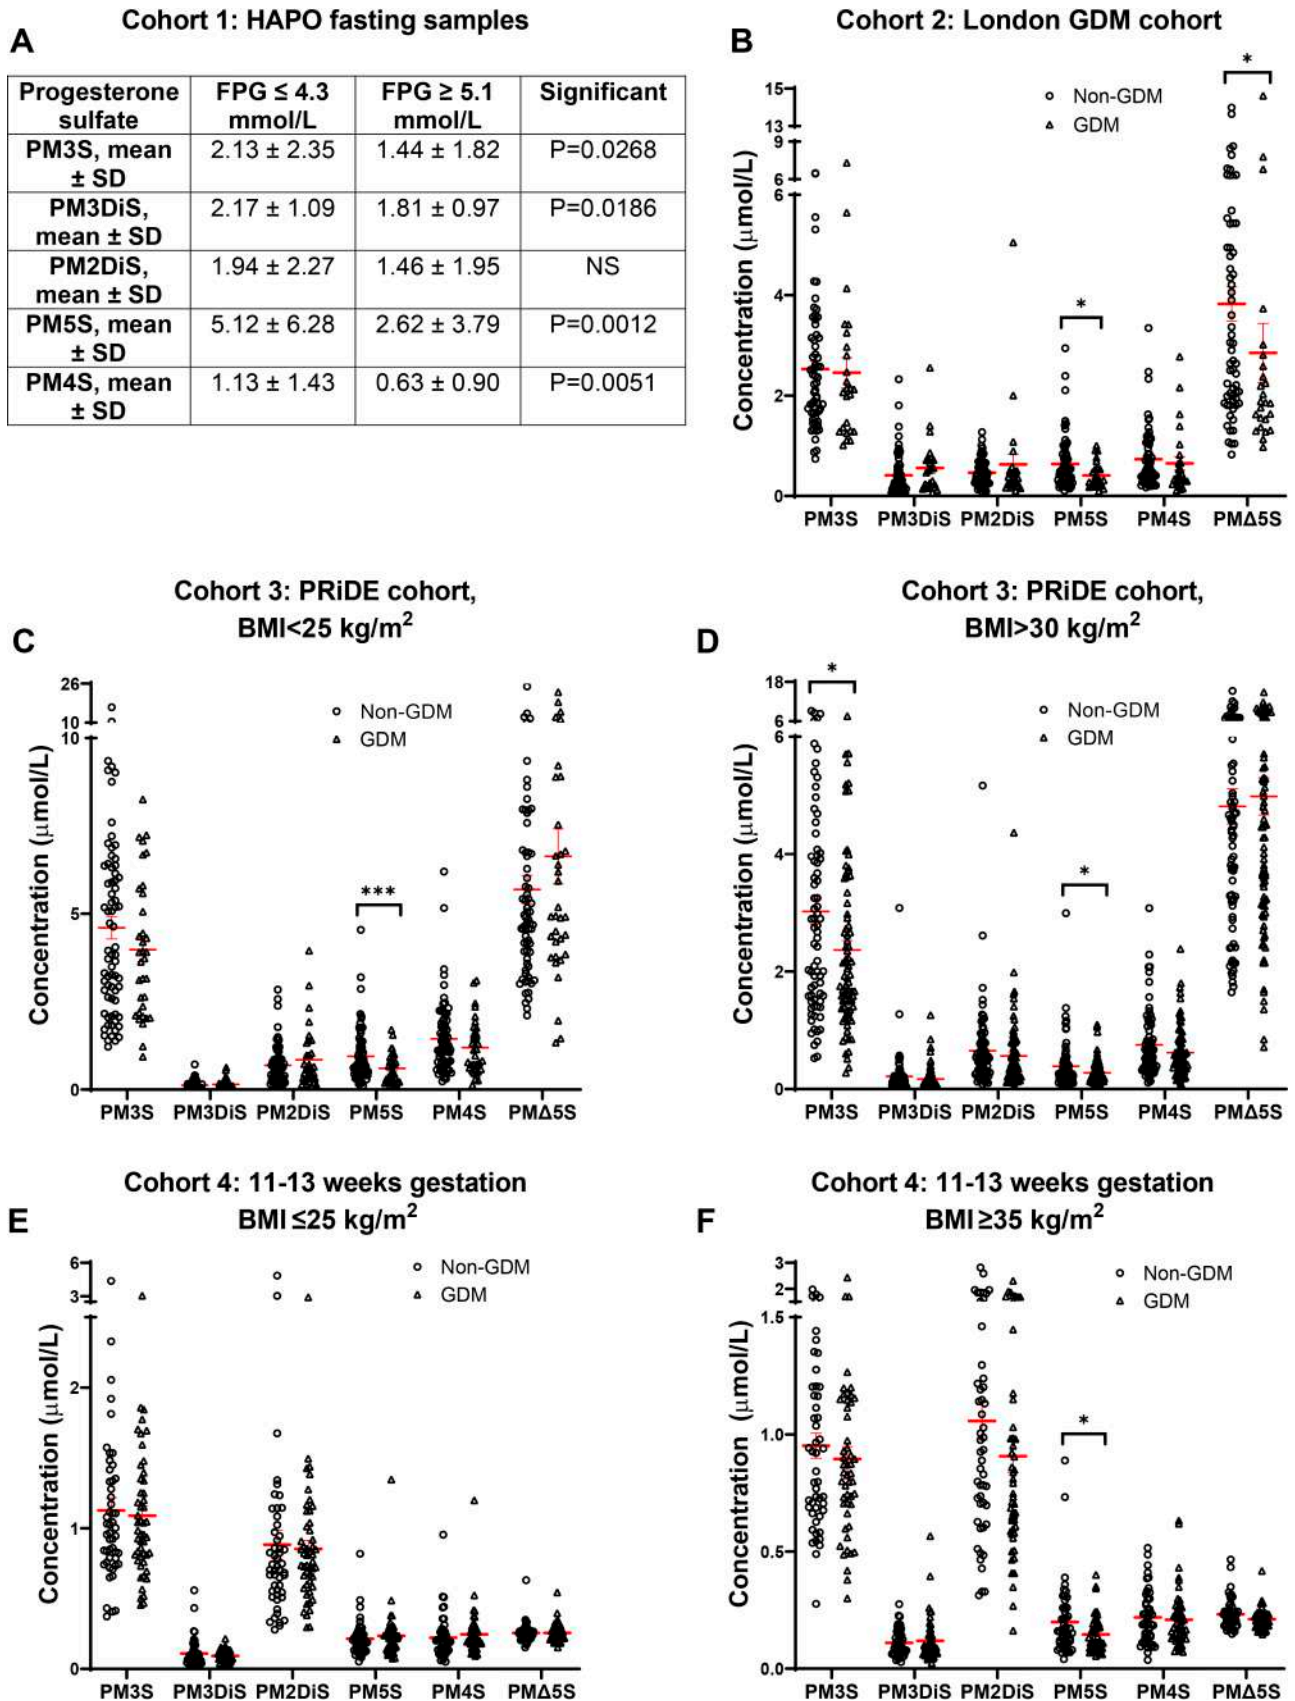 Cohort 1: HAPO fasting samples
A
Progesterone sulfate FPG ≤ 4.3 mmol/L FPG ≥ 5.1 mmol/L Significant
PM3S, mean ± SD 2.13 ± 2.35 1.44 ± 1.82 P=0.0268
PM3DiS, mean ± SD 2.17 ± 1.09 1.81 ± 0.97 P=0.0186
PM2DiS, mean ± SD 1.94 ± 2.27 1.46 ± 1.95 NS
PM5S, mean ± SD 5.12 ± 6.28 2.62 ± 3.79 P=0.0012
PM4S, mean ± SD 1.13 ± 1.43 0.63 ± 0.90 P=0.0051
Cohort 2: London GDM cohort
B
Non-GDM
GDM
Concentration (μmol/L)
15
13
9
6
6
4
2
0
*
*
PM3S PM3DiS PM2DiS PM5S PM4S PMΔ5S
Cohort 3: PRiDE cohort,
BMI<25 kg/m²
C
Non-GDM
GDM
Concentration (μmol/L)
26
10
10
5
0
***
PM3S PM3DiS PM2DiS PM5S PM4S PMΔ5S
Cohort 3: PRiDE cohort,
BMI>30 kg/m²
D
Non-GDM
GDM
Concentration (μmol/L)
18
6
6
4
2
0
*
*
PM3S PM3DiS PM2DiS PM5S PM4S PMΔ5S
Cohort 4: 11-13 weeks gestation
BMI ≤25 kg/m²
E
Non-GDM
GDM
Concentration (μmol/L)
6
3
2
1
0
PM3S PM3DiS PM2DiS PM5S PM4S PMΔ5S
Cohort 4: 11-13 weeks gestation
BMI ≥35 kg/m²
F
Non-GDM
GDM
Concentration (μmol/L)
3
2
1.5
1.0
0.5
0.0
*
PM3S PM3DiS PM2DiS PM5S PM4S PMΔ5S